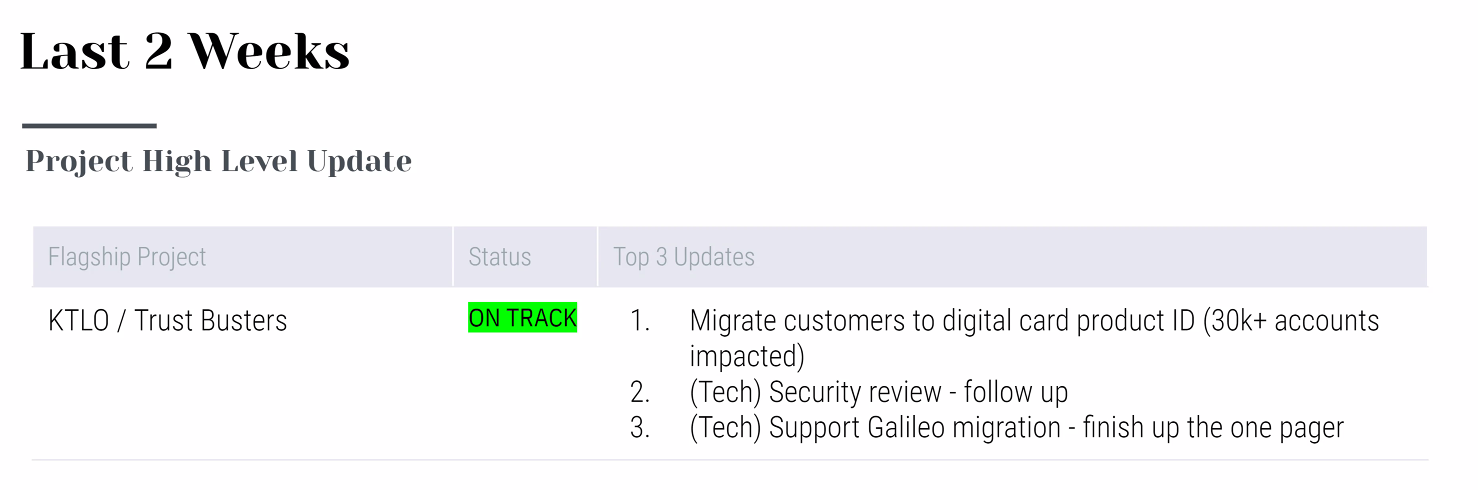 Last 2 Weeks
Project High Level Update
Flagship Project Status Top 3 Updates
KTLO / Trust Busters ON TRACK 1. Migrate customers to digital card product ID (30k+ accounts
impacted)
2. (Tech) Security review - follow up
3. (Tech) Support Galileo migration - finish up the one pager